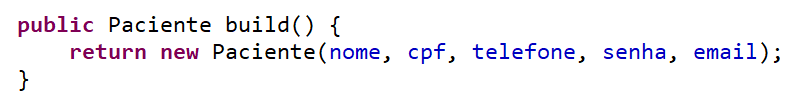 public Paciente build() {
    return new Paciente(nome, cpf, telefone, senha, email);
}